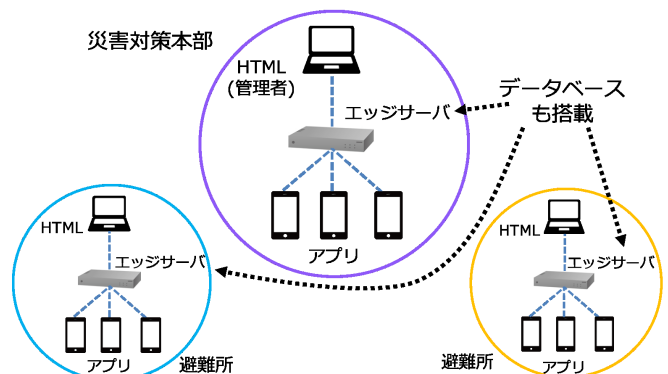 災害対策本部
HTML
(管理者)
エッジサーバ
アプリ
データベース
も搭載
HTML
エッジサーバ
アプリ
避難所
HTML
エッジサーバ
アプリ
避難所